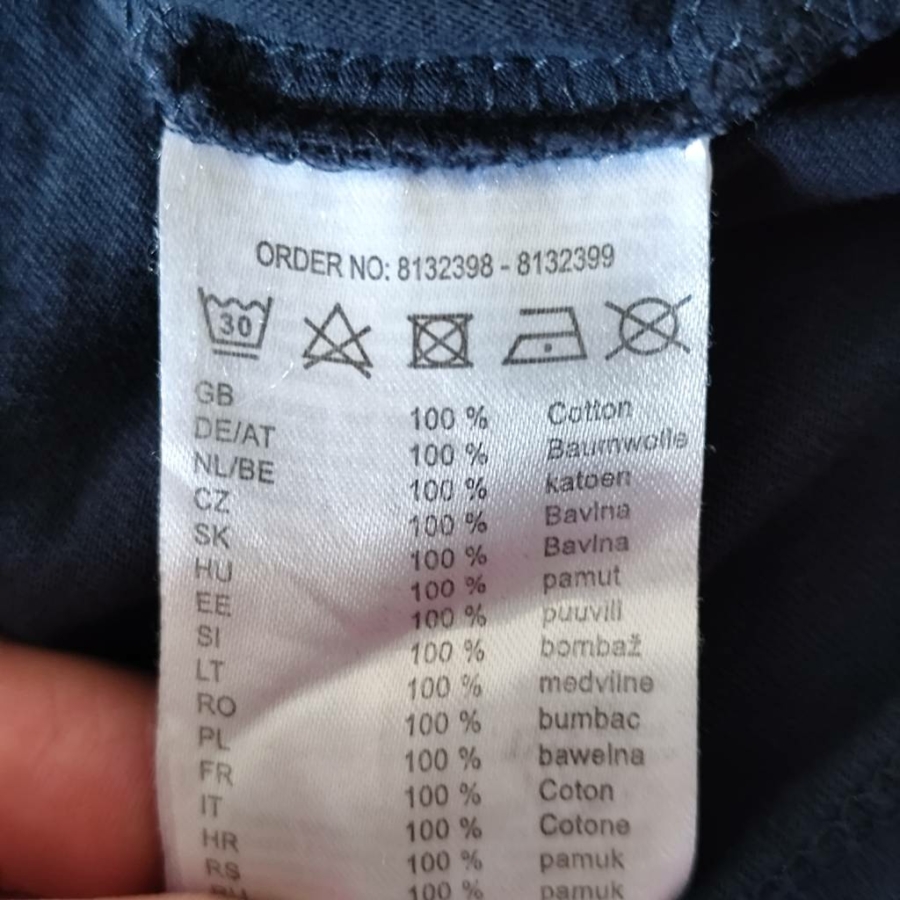 ORDER NO: 8132398 - 8132399
30
GB 100 % Cotton
DE/AT 100 % Baumwolle
NL/BE 100 % katoen
CZ 100 % Bavlna
SK 100 % Bavlna
HU 100 % pamut
EE 100 % puuvill
SI 100 % bombaž
LT 100 % medvilne
RO 100 % bumbac
PL 100 % bawelna
FR 100 % Coton
IT 100 % Cotone
HR 100 % pamuk
RS 100 % pamuk